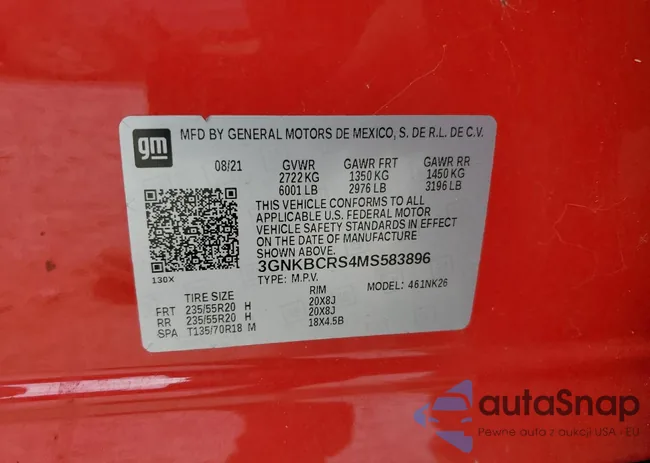 gm MFD BY GENERAL MOTORS DE MEXICO, S. DE R.L. DE C.V.
08/21 GVWR GAWR FRT GAWR RR
2722 KG 1350 KG 1450 KG
6001 LB 2976 LB 3196 LB
THIS VEHICLE CONFORMS TO ALL
APPLICABLE U.S. FEDERAL MOTOR
VEHICLE SAFETY STANDARDS IN EFFECT
ON THE DATE OF MANUFACTURE
SHOWN ABOVE.
3GNKBCRS4MS583896
130X TYPE: M.P.V. MODEL: 461NK26
TIRE SIZE RIM
FRT 235/55R20 H 20X8J
RR 235/55R20 H 20X8J
SPA T135/70R18 M 18X4.5B
autoSnap
Pewne auto z aukcji USA i EU